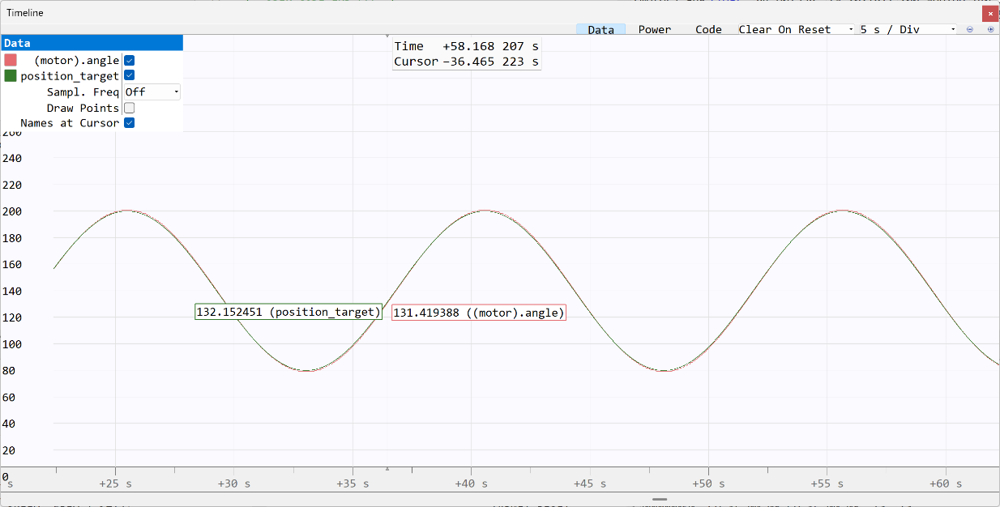 Timeline
Data Power Code Clear On Reset 5 s / Div
Data
(motor).angle
position_target
Sampl. Freq Off
Draw Points
Names at Cursor
Time +58.168 207 s
Cursor -36.465 223 s
260
240
220
200
180
160
140
132.152451 (position_target) 131.419388 ((motor).angle)
120
100
80
60
40
20
0
s +25 s +30 s +35 s +40 s +45 s +50 s +55 s +60 s